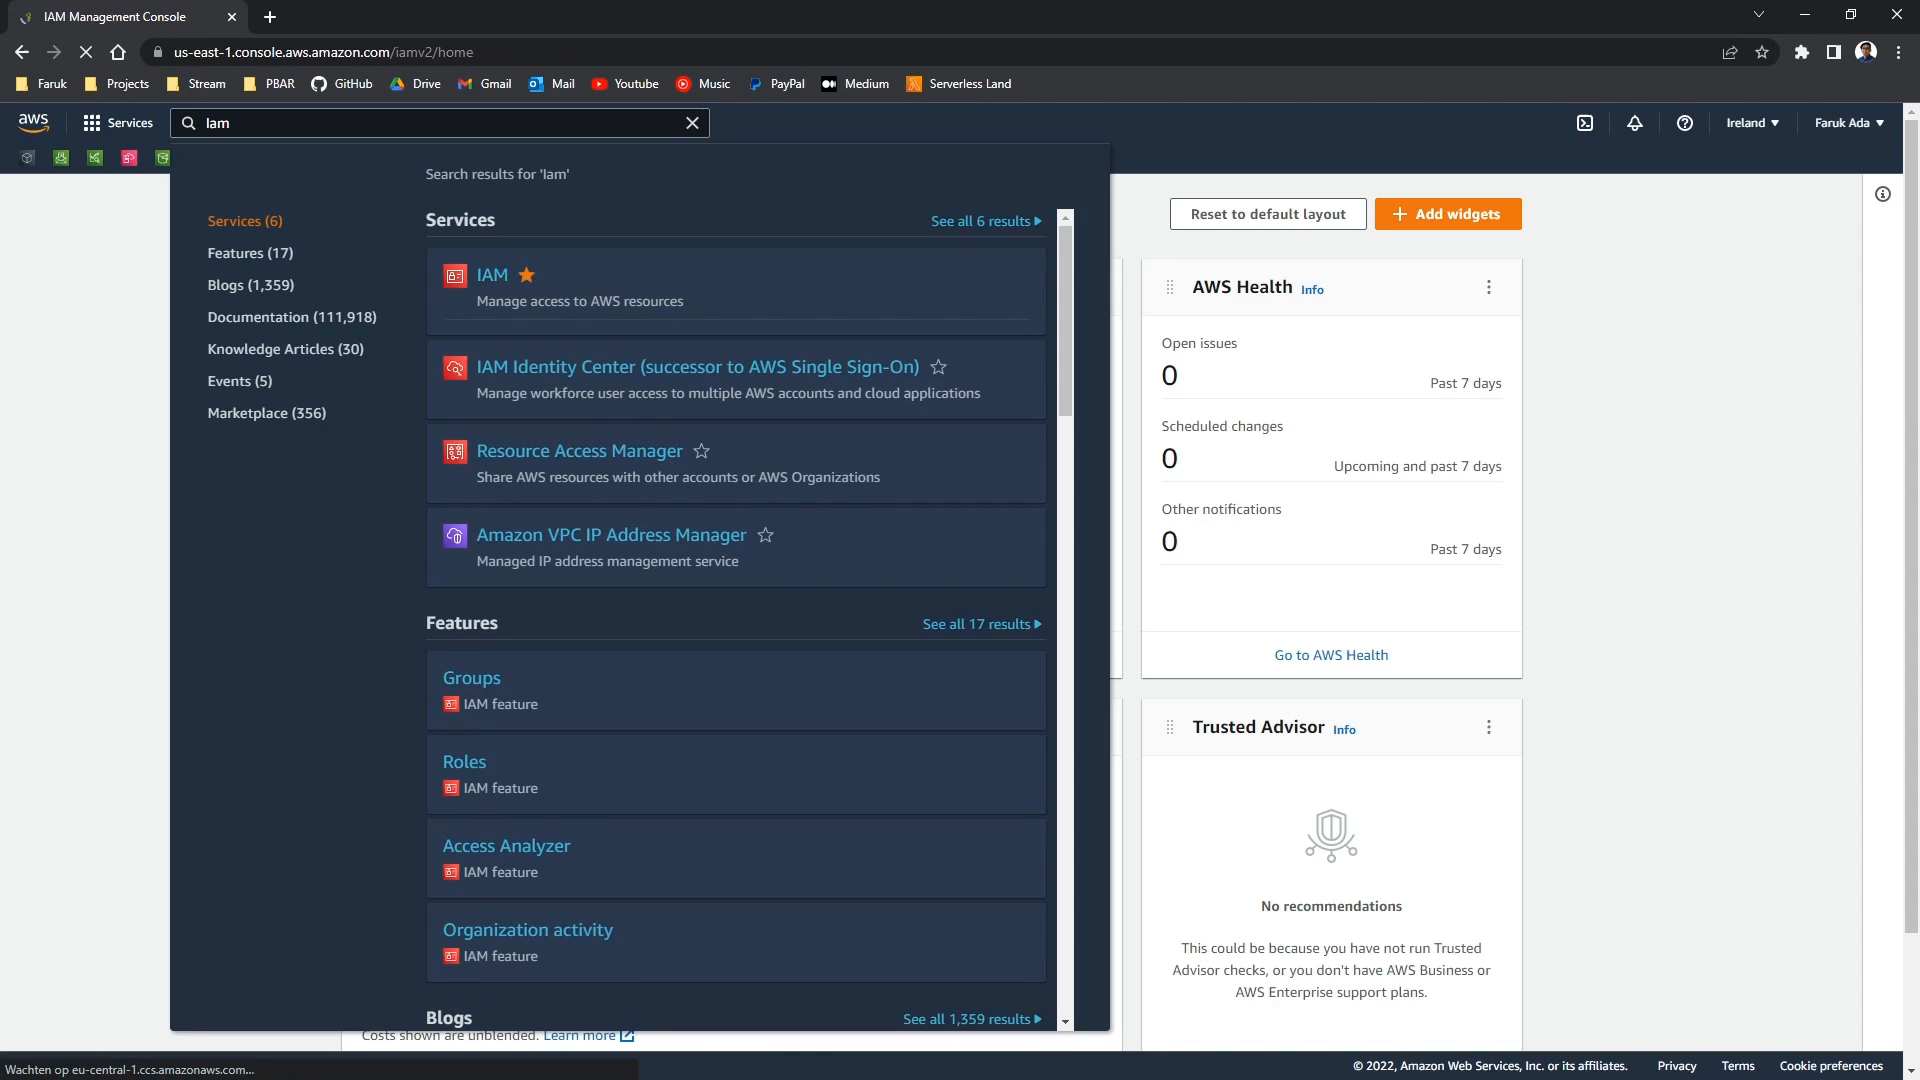 IAM Management Console
us-east-1.console.aws.amazon.com/iamv2/home
Faruk
Projects
Stream
PBAR
GitHub
Drive
Gmail
Mail
Youtube
Music
PayPal
Medium
Serverless Land
aws
Services
Iam
Ireland
Faruk Ada
Search results for 'Iam'
Services (6)
Features (17)
Blogs (1,359)
Documentation (111,918)
Knowledge Articles (30)
Events (5)
Marketplace (356)
Services
See all 6 results
IAM
Manage access to AWS resources
IAM Identity Center (successor to AWS Single Sign-On)
Manage workforce user access to multiple AWS accounts and cloud applications
Resource Access Manager
Share AWS resources with other accounts or AWS Organizations
Amazon VPC IP Address Manager
Managed IP address management service
Features
See all 17 results
Groups
IAM feature
Roles
IAM feature
Access Analyzer
IAM feature
Organization activity
IAM feature
Blogs
See all 1,359 results
Costs shown are unblended. Learn more
Reset to default layout
Add widgets
AWS Health Info
Open issues
0
Past 7 days
Scheduled changes
0
Upcoming and past 7 days
Other notifications
0
Past 7 days
Go to AWS Health
Trusted Advisor Info
No recommendations
This could be because you have not run Trusted
Advisor checks, or you don't have AWS Business or
AWS Enterprise support plans.
Wachten op eu-central-1.ccs.amazonaws.com...
© 2022, Amazon Web Services, Inc. or its affiliates.
Privacy
Terms
Cookie preferences